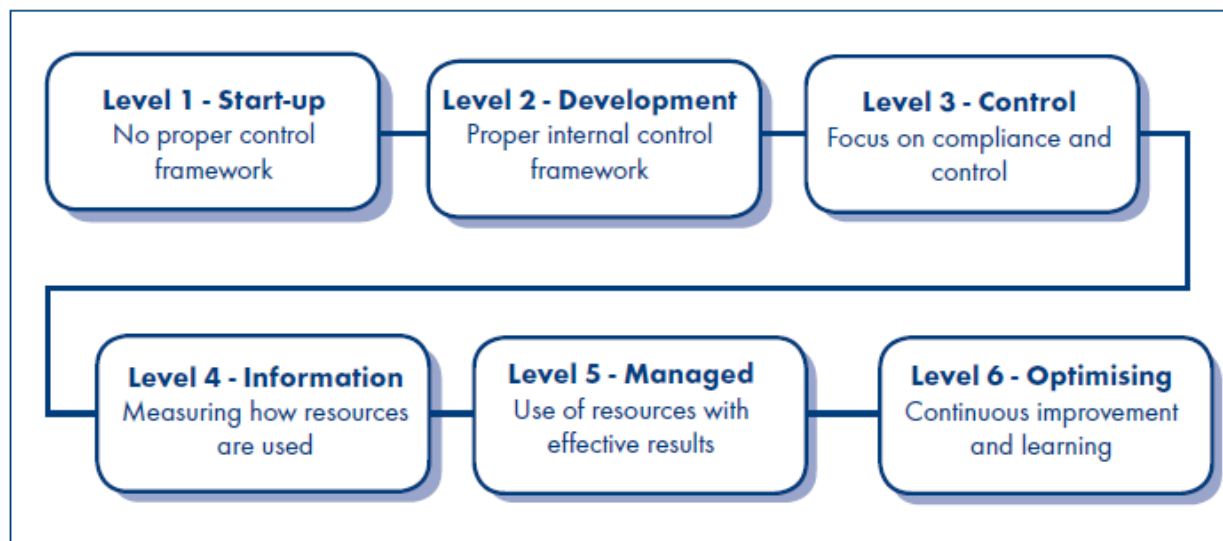 Level 1 - Start-up
No proper control
framework
Level 2 - Development
Proper internal control
framework
Level 3 - Control
Focus on compliance and
control
Level 4 - Information
Measuring how resources
are used
Level 5 - Managed
Use of resources with
effective results
Level 6 - Optimising
Continuous improvement
and learning